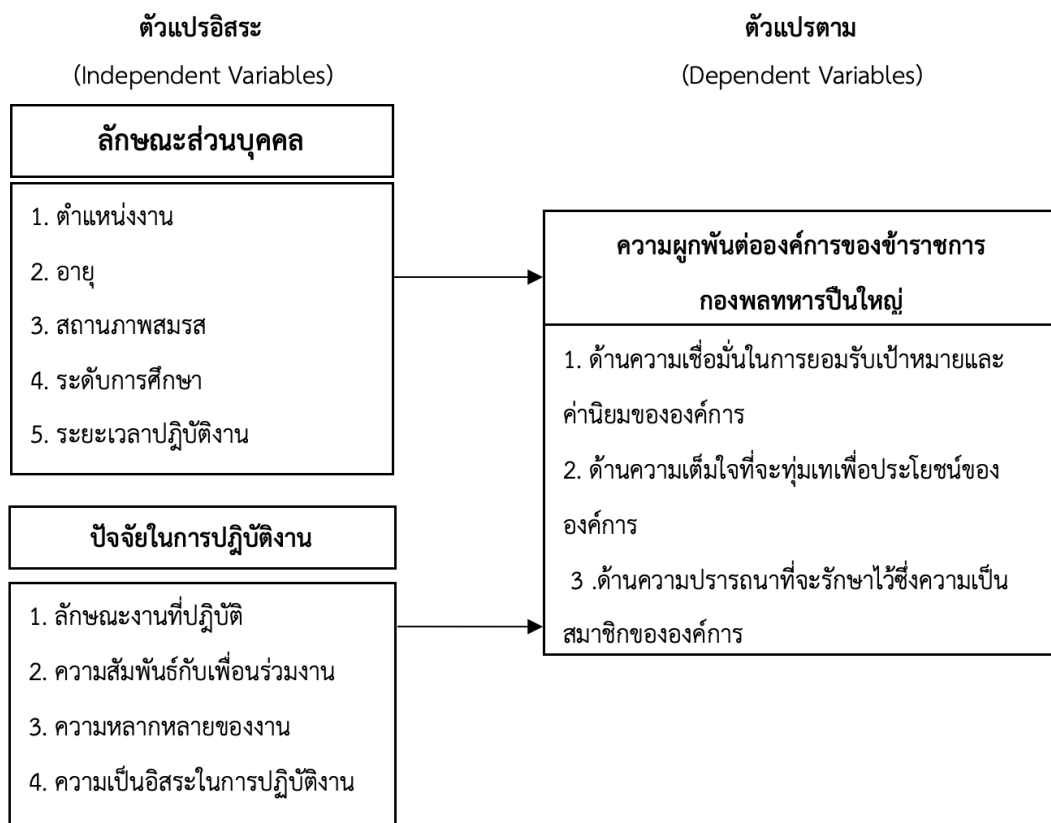 ตัวแปรอิสระ
(Independent Variables)
ลักษณะส่วนบุคคล
1. ตำแหน่งงาน
2. อายุ
3. สถานภาพสมรส
4. ระดับการศึกษา
5. ระยะเวลาปฏิบัติงาน
ปัจจัยในการปฏิบัติงาน
1. ลักษณะงานที่ปฏิบัติ
2. ความสัมพันธ์กับเพื่อนร่วมงาน
3. ความหลากหลายของงาน
4. ความเป็นอิสระในการปฏิบัติงาน
ตัวแปรตาม
(Dependent Variables)
ความผูกพันต่อองค์การของข้าราชการ
กองพลทหารปืนใหญ่
1. ด้านความเชื่อมั่นในการยอมรับเป้าหมายและ
ค่านิยมขององค์การ
2. ด้านความเต็มใจที่จะทุ่มเทเพื่อประโยชน์ของ
องค์การ
3 .ด้านความปรารถนาที่จะรักษาไว้ซึ่งความเป็น
สมาชิกขององค์การ